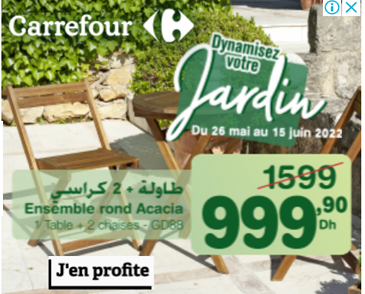 Carrefour
Dynamisez
votre
Jardin
Du 26 mai au 15 juin 2022
طاولة + 2 كراسي
Ensemble rond Acacia
1 Table + 2 chaises - GD88
1599
999,90
Dh
J'en profite